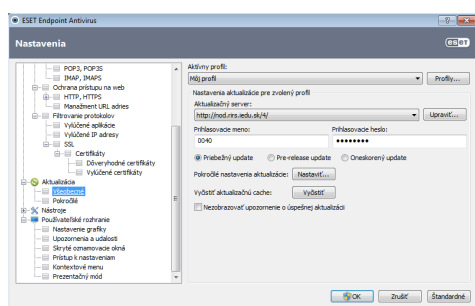 ESET Endpoint Antivirus
Nastavenia
eseT
POP3, POP3S
IMAP, IMAPS
Ochrana prístupu na web
HTTP, HTTPS
Manažment URL adries
Filtrovanie protokolov
Vylúčené aplikácie
Vylúčené IP adresy
SSL
Certifikáty
Dôveryhodné certifikáty
Vylúčené certifikáty
Aktualizácia
Všeobecné
Pokročilé
Nástroje
Používateľské rozhranie
Nastavenie grafiky
Upozornenia a udalosti
Skryté oznamovacie okná
Prístup k nastaveniam
Kontextové menu
Prezentačný mód
Aktívny profil:
Môj profil
Profily...
Nastavenia aktualizácie pre zvolený profil
Aktualizačný server:
http://nod.rirs.iedu.sk/4/
Upraviť...
Prihlasovacie meno: Prihlasovacie heslo:
0040 ••••••••
Priebežný update Pre-release update Oneskorený update
Pokročilé nastavenia aktualizácie: Nastaviť...
Vyčistiť aktualizačnú cache: Vyčistiť
Nezobrazovať upozornenie o úspešnej aktualizácii
OK Zrušiť Štandardné